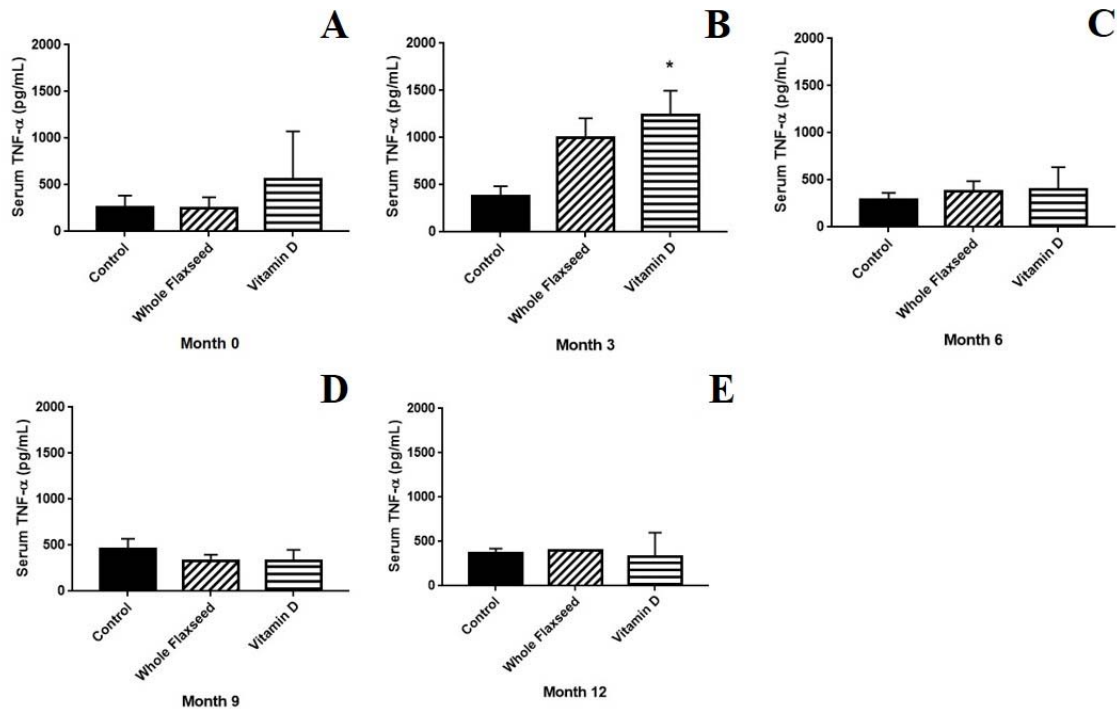 A
Serum TNF-α (pg/mL)
2000
1500
1000
500
0
Control
Whole Flaxseed
Vitamin D
Month 0
B
Serum TNF-α (pg/mL)
2000
1500
1000
500
0
*
Control
Whole Flaxseed
Vitamin D
Month 3
C
Serum TNF-α (pg/mL)
2000
1500
1000
500
0
Control
Whole Flaxseed
Vitamin D
Month 6
D
Serum TNF-α (pg/mL)
2000
1500
1000
500
0
Control
Whole Flaxseed
Vitamin D
Month 9
E
Serum TNF-α (pg/mL)
2000
1500
1000
500
0
Control
Whole Flaxseed
Vitamin D
Month 12